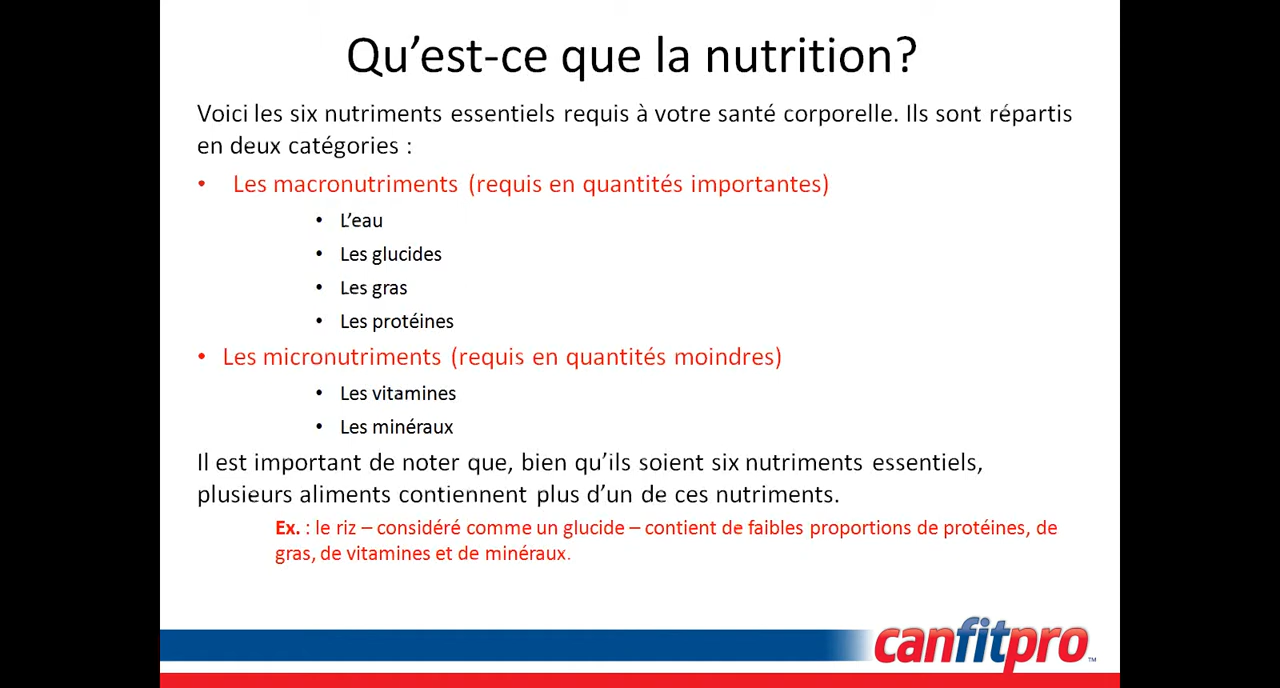 Qu’est-ce que la nutrition?
Voici les six nutriments essentiels requis à votre santé corporelle. Ils sont répartis
en deux catégories :
• Les macronutriments (requis en quantités importantes)
• L’eau
• Les glucides
• Les gras
• Les protéines
• Les micronutriments (requis en quantités moindres)
• Les vitamines
• Les minéraux
Il est important de noter que, bien qu’ils soient six nutriments essentiels,
plusieurs aliments contiennent plus d’un de ces nutriments.
Ex. : le riz – considéré comme un glucide – contient de faibles proportions de protéines, de
gras, de vitamines et de minéraux.
canfitpro™